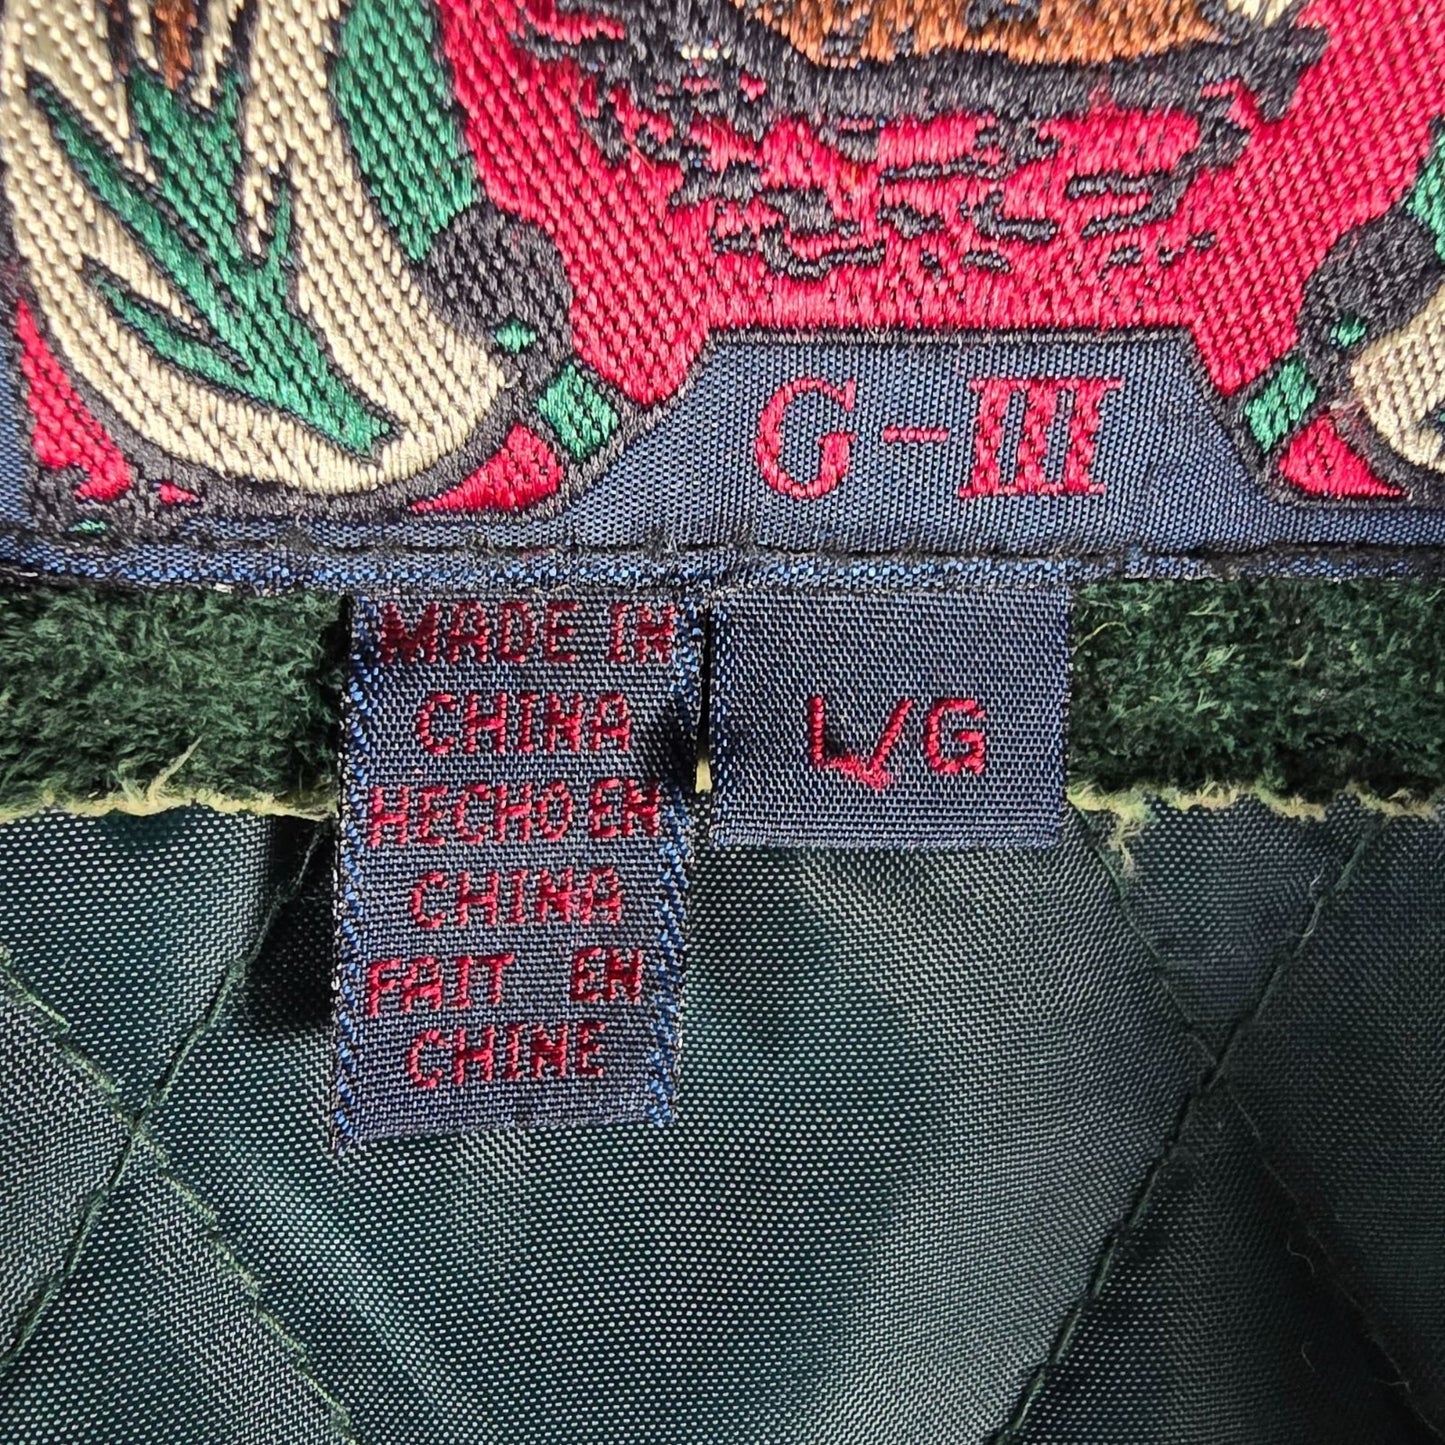 G-III
MADE IN
CHINA
HECHO EN
CHINA
FAIT EN
CHINE
L/G